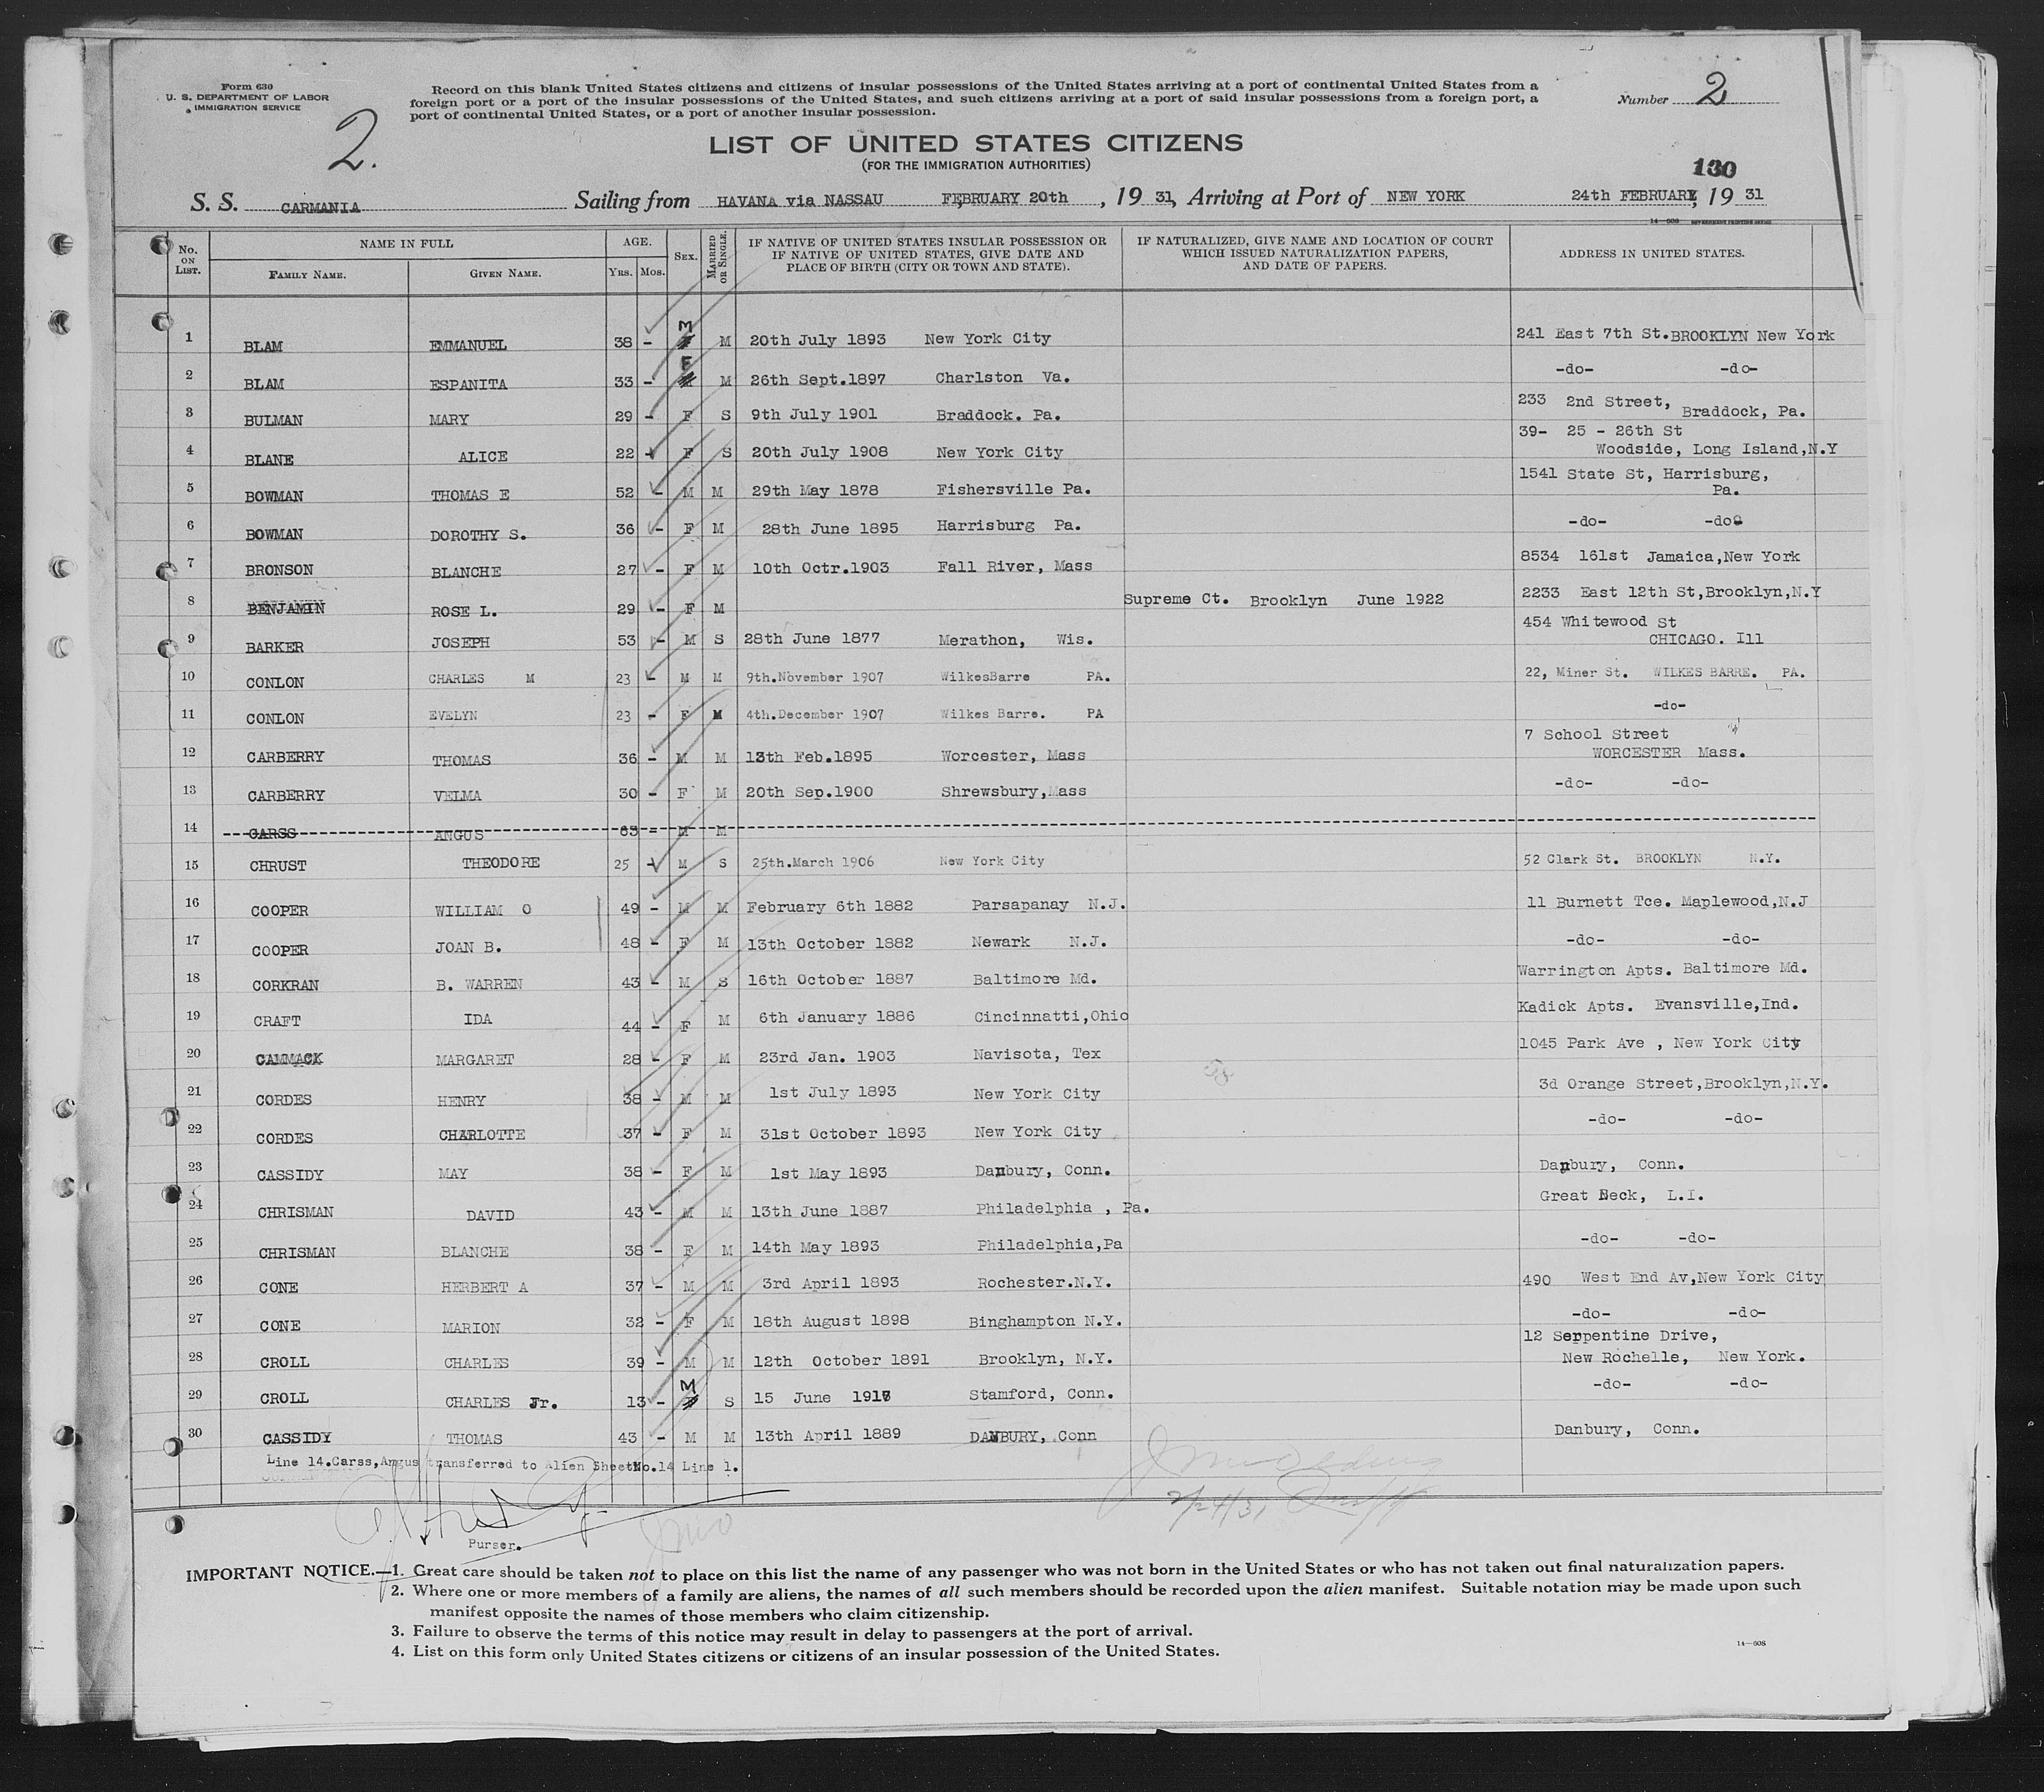 Form 630
U. S. DEPARTMENT OF LABOR
IMMIGRATION SERVICE
2.
Record on this blank United States citizens and citizens of insular possessions of the United States arriving at a port of continental United States from a
foreign port or a port of the insular possessions of the United States, and such citizens arriving at a port of said insular possessions from a foreign port, a
port of continental United States, or a port of another insular possession.
Number 2
LIST OF UNITED STATES CITIZENS
(FOR THE IMMIGRATION AUTHORITIES)
130
S. S. CARMANIA Sailing from HAVANA via NASSAU FEBRUARY 20th , 19 31, Arriving at Port of NEW YORK 24th FEBRUARY, 19 31
14—608 GOVERNMENT PRINTING OFFICE
No. ON LIST. NAME IN FULL FAMILY NAME. GIVEN NAME. AGE. YRS. MOS. SEX. MARRIED OR SINGLE. IF NATIVE OF UNITED STATES INSULAR POSSESSION OR IF NATIVE OF UNITED STATES, GIVE DATE AND PLACE OF BIRTH (CITY OR TOWN AND STATE). IF NATURALIZED, GIVE NAME AND LOCATION OF COURT WHICH ISSUED NATURALIZATION PAPERS, AND DATE OF PAPERS. ADDRESS IN UNITED STATES.
1 BLAM EMMANUEL 38 - M M 20th July 1893 New York City 241 East 7th St. BROOKLYN New York
2 BLAM ESPANITA 33 - F M 26th Sept.1897 Charlston Va. -do- -do-
3 BULMAN MARY 29 - F S 9th July 1901 Braddock. Pa. 233 2nd Street, Braddock, Pa.
4 BLANE ALICE 22 - F S 20th July 1908 New York City 39- 25 - 26th St Woodside, Long Island,N.Y
5 BOWMAN THOMAS E 52 - M M 29th May 1878 Fishersville Pa. 1541 State St, Harrisburg, Pa.
6 BOWMAN DOROTHY S. 36 - F M 28th June 1895 Harrisburg Pa. -do- -do-
7 BRONSON BLANCHE 27 - F M 10th Octr.1903 Fall River, Mass 8534 161st Jamaica,New York
8 BENJAMIN ROSE L. 29 - F M Supreme Ct. Brooklyn June 1922 2233 East 12th St,Brooklyn,N.Y
9 BARKER JOSEPH 53 - M S 28th June 1877 Merathon, Wis. 454 Whitewood St CHICAGO. Ill
10 CONLON CHARLES M 23 - M M 9th.November 1907 WilkesBarre PA. 22, Miner St. WILKES BARRE. PA.
11 CONLON EVELYN 23 - F M 4th.December 1907 Wilkes Barre. PA -do-
12 CARBERRY THOMAS 36 - M M 13th Feb.1895 Worcester, Mass 7 School Street WORCESTER Mass.
13 CARBERRY VELMA 30 - F M 20th Sep.1900 Shrewsbury,Mass -do- -do-
14 CARSS ANGUS 63 - M M
15 CHRUST THEODORE 25 - M S 25th.March 1906 New York City 52 Clark St. BROOKLYN N.Y.
16 COOPER WILLIAM O 49 - M M February 6th 1882 Parsapanay N.J. 11 Burnett Tce. Maplewood,N.J
17 COOPER JOAN B. 48 - F M 13th October 1882 Newark N.J. -do- -do-
18 CORKRAN B. WARREN 43 - M S 16th October 1887 Baltimore Md. Warrington Apts. Baltimore Md.
19 CRAFT IDA 44 - F M 6th January 1886 Cincinnatti,Ohio Kadick Apts. Evansville,Ind.
20 CAMMACK MARGARET 28 - F M 23rd Jan. 1903 Navisota, Tex 1045 Park Ave , New York City
21 CORDES HENRY 38 - M M 1st July 1893 New York City 3d Orange Street,Brooklyn,N.Y.
22 CORDES CHARLOTTE 37 - F M 31st October 1893 New York City -do- -do-
23 CASSIDY MAY 38 - F M 1st May 1893 Danbury, Conn. Danbury, Conn.
24 CHRISMAN DAVID 43 - M M 13th June 1887 Philadelphia , Pa. Great Neck, L.I.
25 CHRISMAN BLANCHE 38 - F M 14th May 1893 Philadelphia,Pa -do- -do-
26 CONE HERBERT A 37 - M M 3rd April 1893 Rochester.N.Y. 490 West End Av,New York City
27 CONE MARION 32 - F M 18th August 1898 Binghampton N.Y. -do- -do-
28 CROLL CHARLES 39 - M M 12th October 1891 Brooklyn, N.Y. 12 Serpentine Drive, New Rochelle, New York.
29 CROLL CHARLES Jr. 13 - M S 15 June 1917 Stamford, Conn. -do- -do-
30 CASSIDY THOMAS 43 - M M 13th April 1889 DANBURY, Conn Danbury, Conn.
Line 14.Carss,Angus transferred to Alien Sheet No.14 Line 1.
2/24/31
Purser.
IMPORTANT NOTICE.—1. Great care should be taken not to place on this list the name of any passenger who was not born in the United States or who has not taken out final naturalization papers.
2. Where one or more members of a family are aliens, the names of all such members should be recorded upon the alien manifest. Suitable notation may be made upon such
manifest opposite the names of those members who claim citizenship.
3. Failure to observe the terms of this notice may result in delay to passengers at the port of arrival.
4. List on this form only United States citizens or citizens of an insular possession of the United States.
14—608